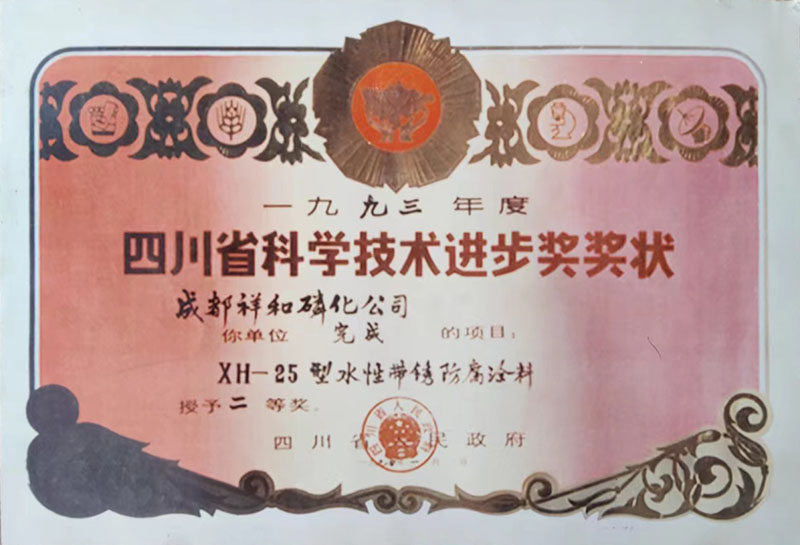 一九九三年度
四川省科学技术进步奖奖状
成都祥和磷化公司
你单位 完成 的项目：
XH-25型水性带锈防腐涂料
授予二等奖。
四川省人民政府